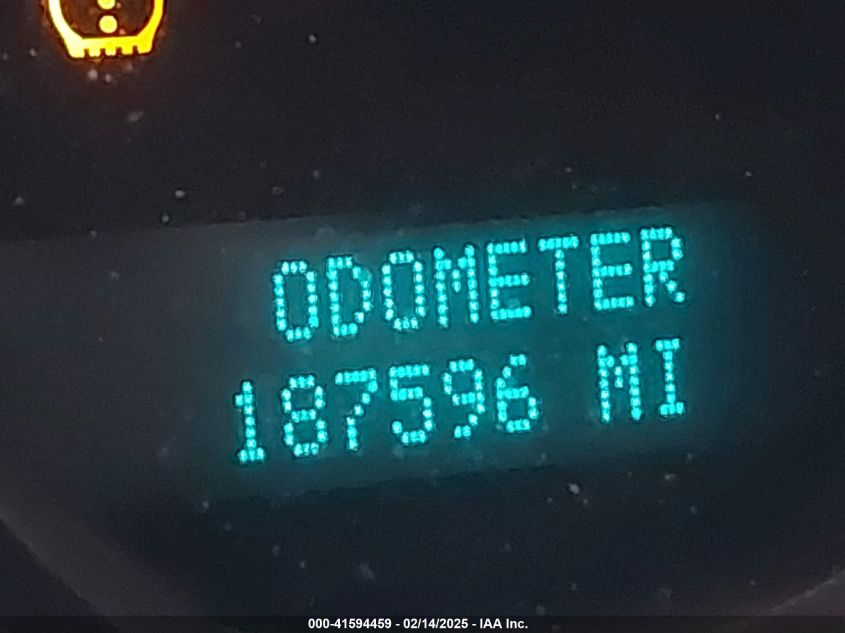 ODOMETER
187596 MI
000-41594459 - 02/14/2025 - IAA Inc.